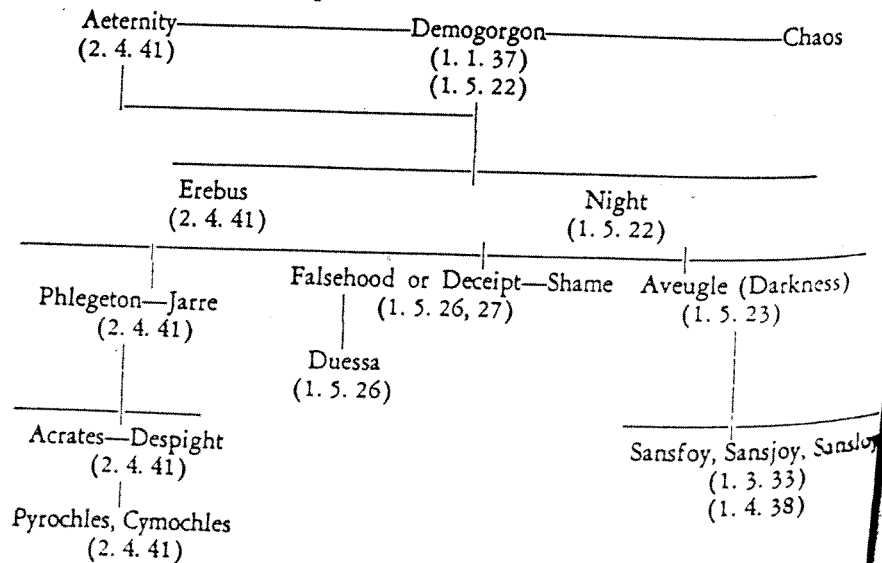 Aeternity—Demogorgon—Chaos
(2. 4. 41) (1. 1. 37)
(1. 5. 22)
Erebus Night
(2. 4. 41) (1. 5. 22)
Phlegeton—Jarre Falsehood or Deceipt—Shame Aveugle (Darkness)
(2. 4. 41) (1. 5. 26, 27) (1. 5. 23)
Duessa
(1. 5. 26)
Acrates—Despight Sansfoy, Sansjoy, Sansloy
(2. 4. 41) (1. 3. 33)
(1. 4. 38)
Pyrochles, Cymochles
(2. 4. 41)